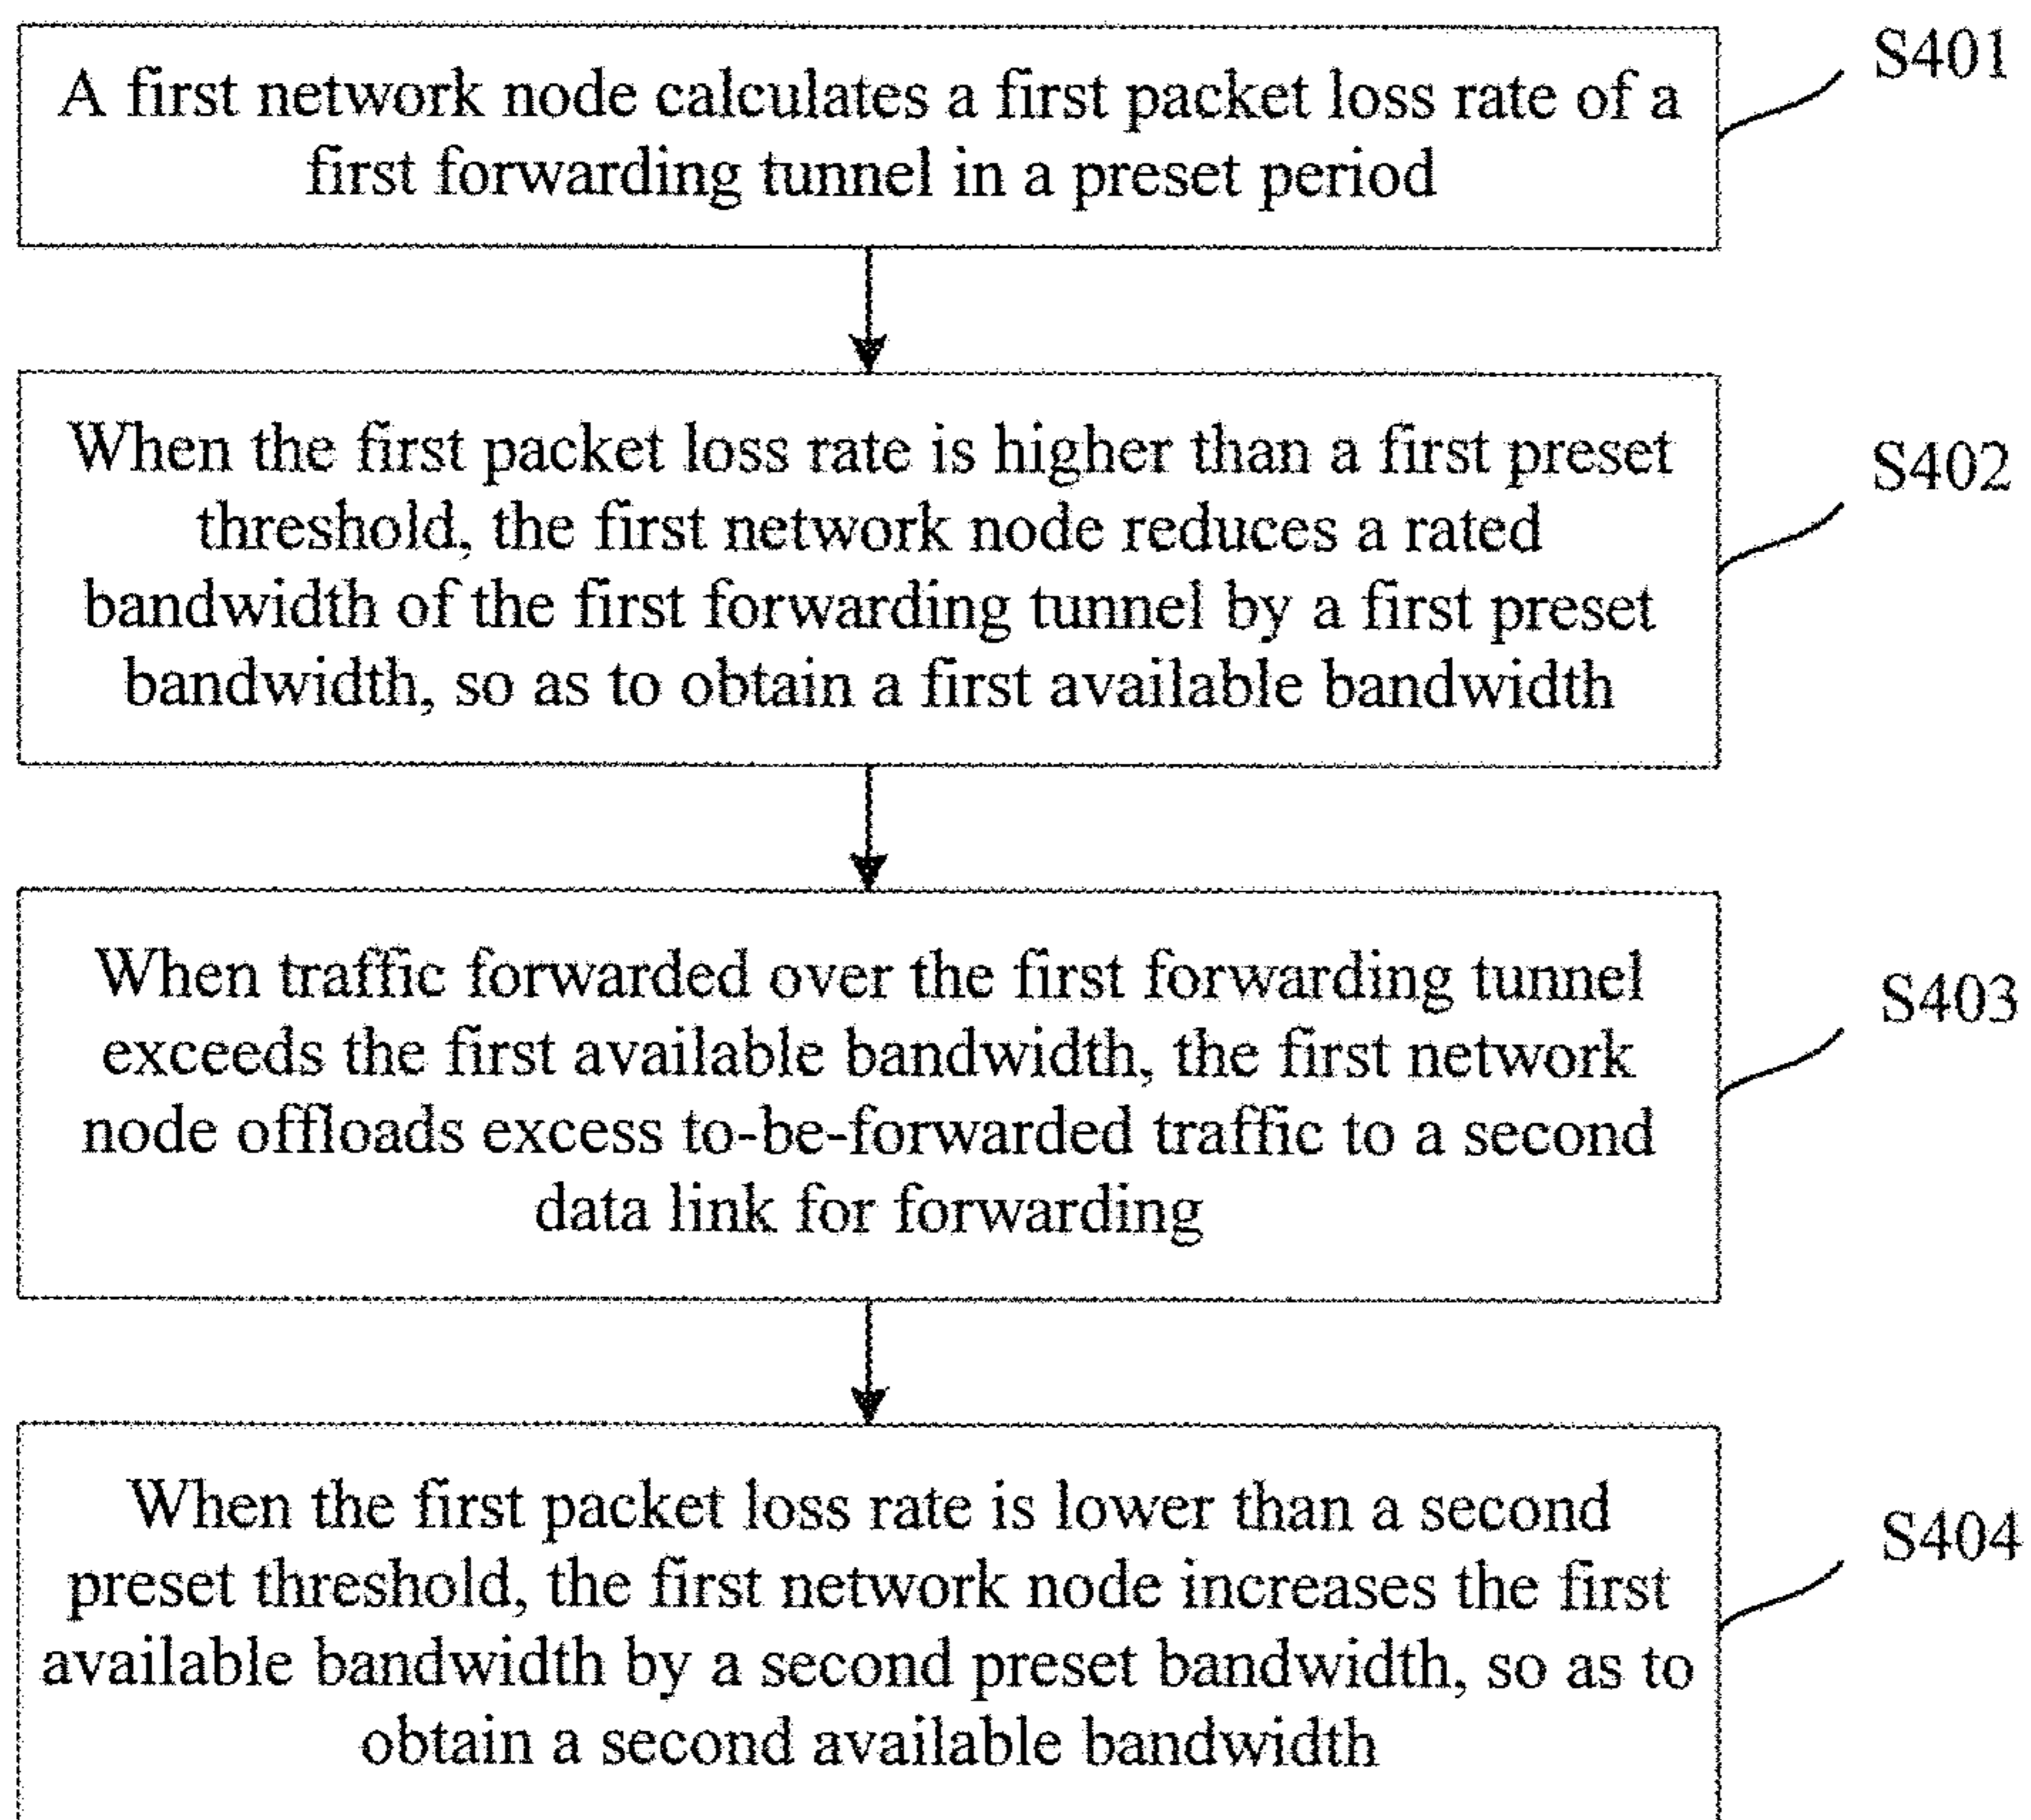 A first network node calculates a first packet loss rate of a
first forwarding tunnel in a preset period
S401
When the first packet loss rate is higher than a first preset
threshold, the first network node reduces a rated
bandwidth of the first forwarding tunnel by a first preset
bandwidth, so as to obtain a first available bandwidth
S402
When traffic forwarded over the first forwarding tunnel
exceeds the first available bandwidth, the first network
node offloads excess to-be-forwarded traffic to a second
data link for forwarding
S403
When the first packet loss rate is lower than a second
preset threshold, the first network node increases the first
available bandwidth by a second preset bandwidth, so as to
obtain a second available bandwidth
S404